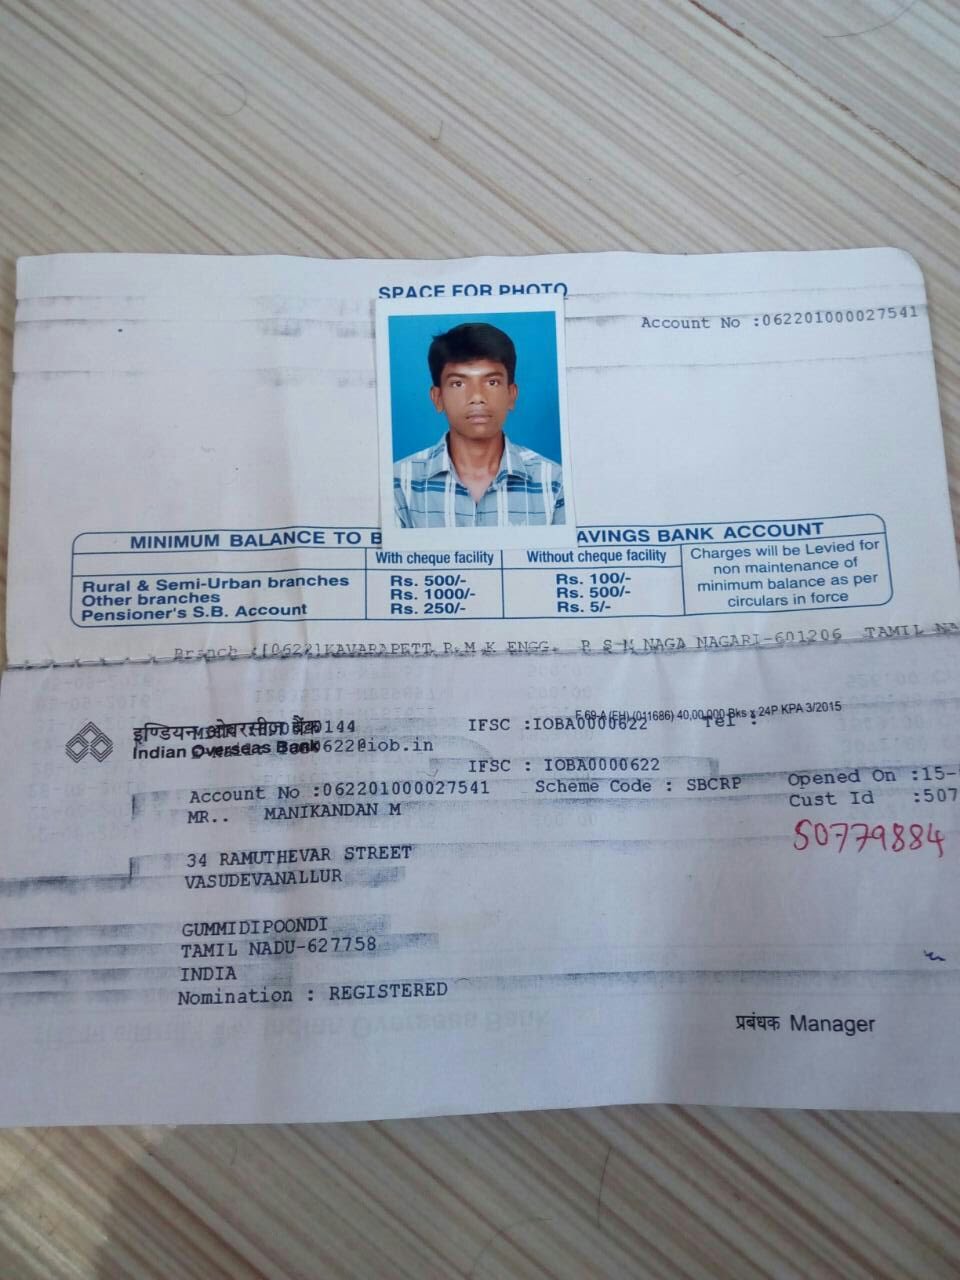 SPACE FOR PHOTO
Account No :062201000027541
MINIMUM BALANCE TO B AVINGS BANK ACCOUNT
With cheque facility Without cheque facility Charges will be Levied for non maintenance of minimum balance as per circulars in force
Rural & Semi-Urban branches Rs. 500/- Rs. 100/-
Other branches Rs. 1000/- Rs. 500/-
Pensioner's S.B. Account Rs. 250/- Rs. 5/-
Branch :[0622]KAVARAPETT R.M K ENGG. R S M NAGA NAGARI-601206 TAMIL NA
F.69-A (EH) (011686) 40,00,000 Bks x 24P KPA 3/2015
इण्डियन ओवरसीज़ बैंक 0144 IFSC :IOBA0000622 Tel :
Indian Overseas Bank 0622@iob.in
IFSC : IOBA0000622
Account No :062201000027541 Scheme Code : SBCRP Opened On :15-
MR.. MANIKANDAN M Cust Id :507
50779884
34 RAMUTHEVAR STREET
VASUDEVANALLUR
GUMMIDIPOONDI
TAMIL NADU-627758
INDIA
Nomination : REGISTERED
प्रबंधक Manager